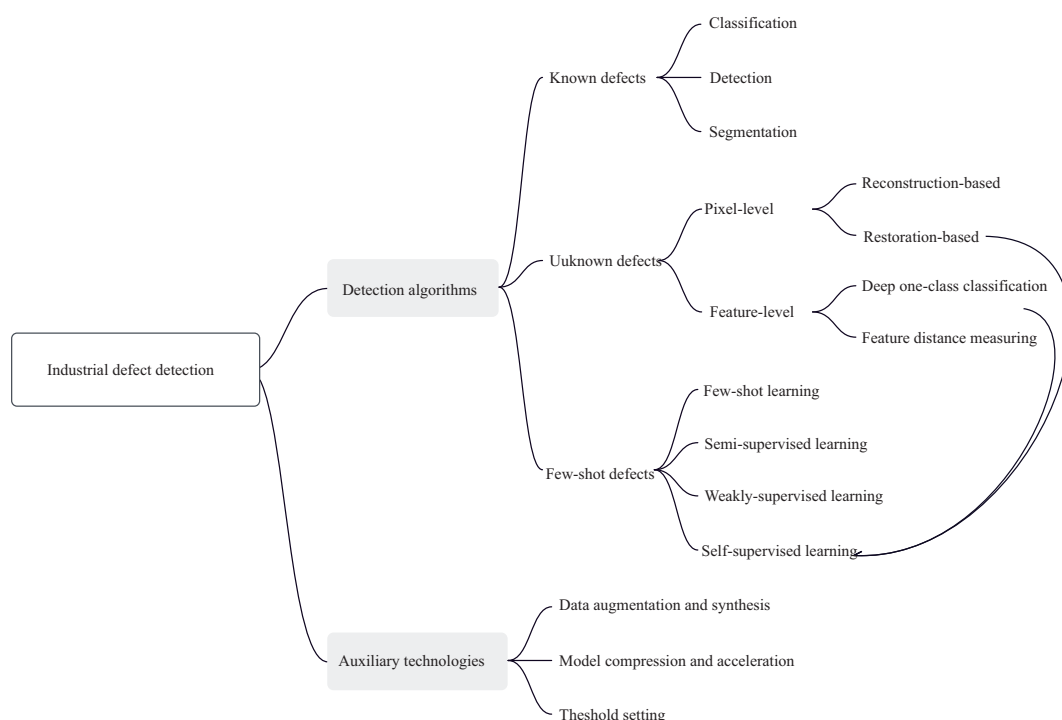 Industrial defect detection
Detection algorithms
Known defects
Classification
Detection
Segmentation
Uuknown defects
Pixel-level
Reconstruction-based
Restoration-based
Feature-level
Deep one-class classification
Feature distance measuring
Few-shot defects
Few-shot learning
Semi-supervised learning
Weakly-supervised learning
Self-supervised learning
Auxiliary technologies
Data augmentation and synthesis
Model compression and acceleration
Theshold setting